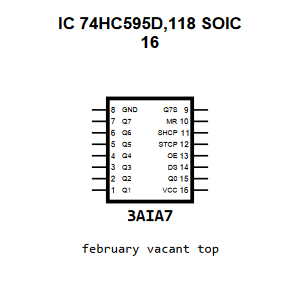 IC 74HC595D,118 SOIC
16
8 GND Q7S 9
7 Q7 MR 10
6 Q6 SHCP 11
5 Q5 STCP 12
4 Q4 OE 13
3 Q3 DS 14
2 Q2 Q0 15
1 Q1 VCC 16
3AIA7
february vacant top